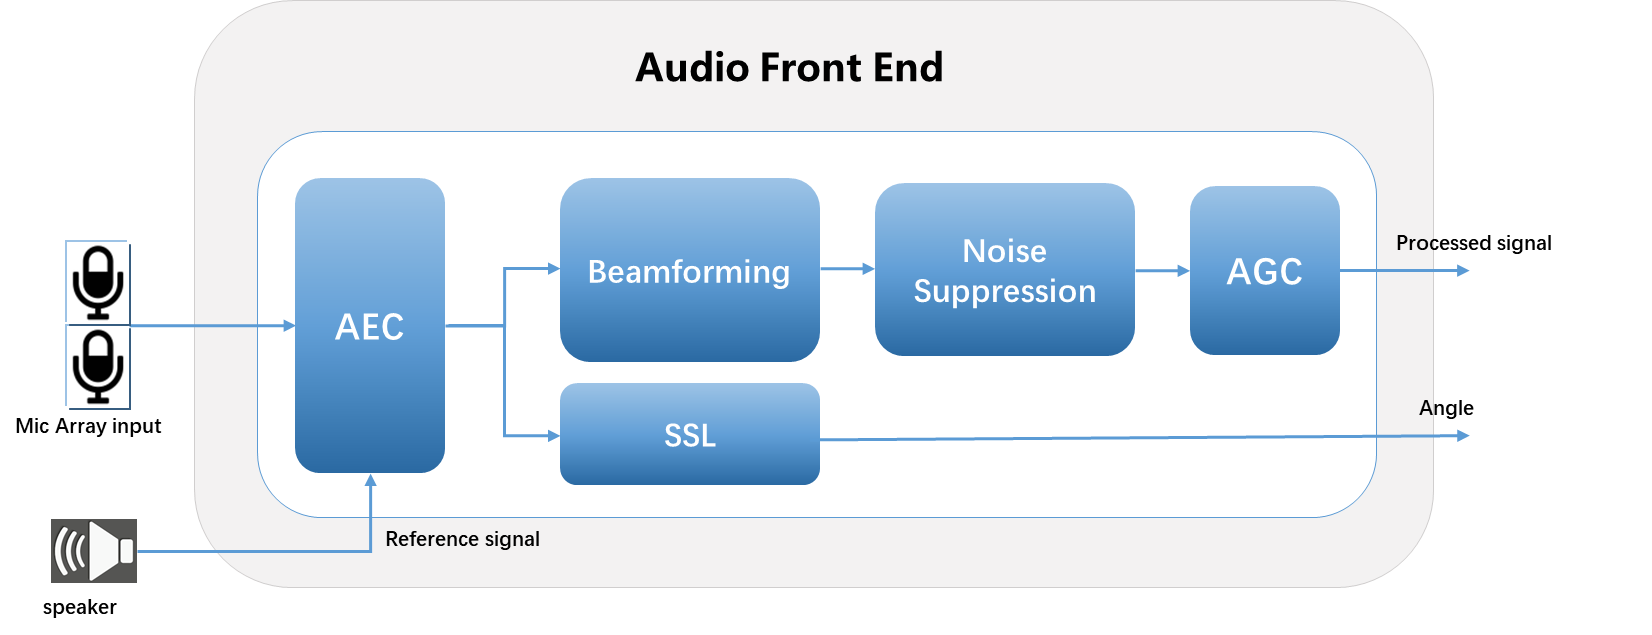 Audio Front End
AEC
Beamforming
Noise
Suppression
AGC
Processed signal
SSL
Angle
Mic Array input
Reference signal
speaker